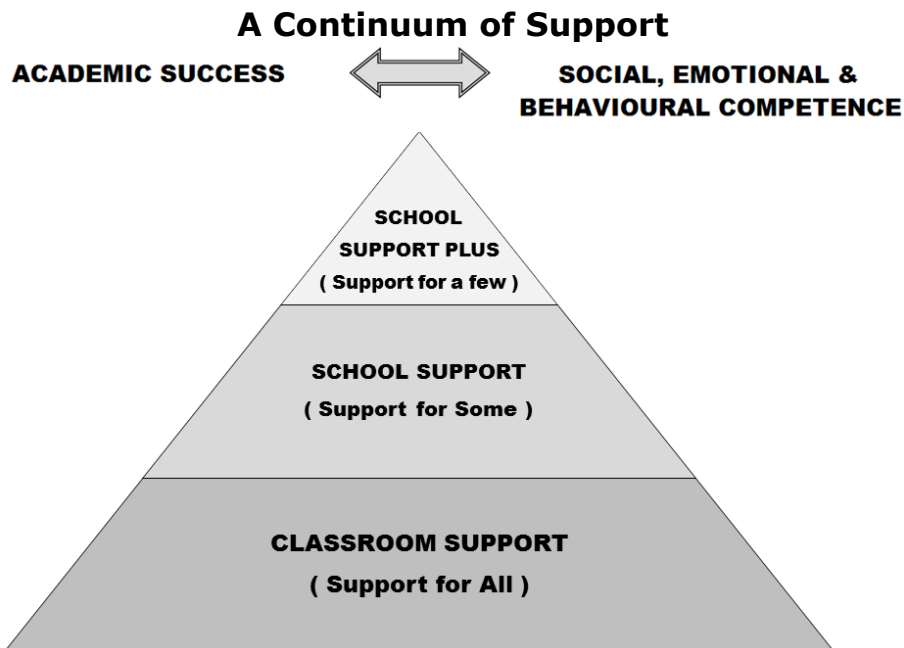 A Continuum of Support
ACADEMIC SUCCESS
SOCIAL, EMOTIONAL &
BEHAVIOURAL COMPETENCE
SCHOOL
SUPPORT PLUS
( Support for a few )
SCHOOL SUPPORT
( Support for Some )
CLASSROOM SUPPORT
( Support for All )